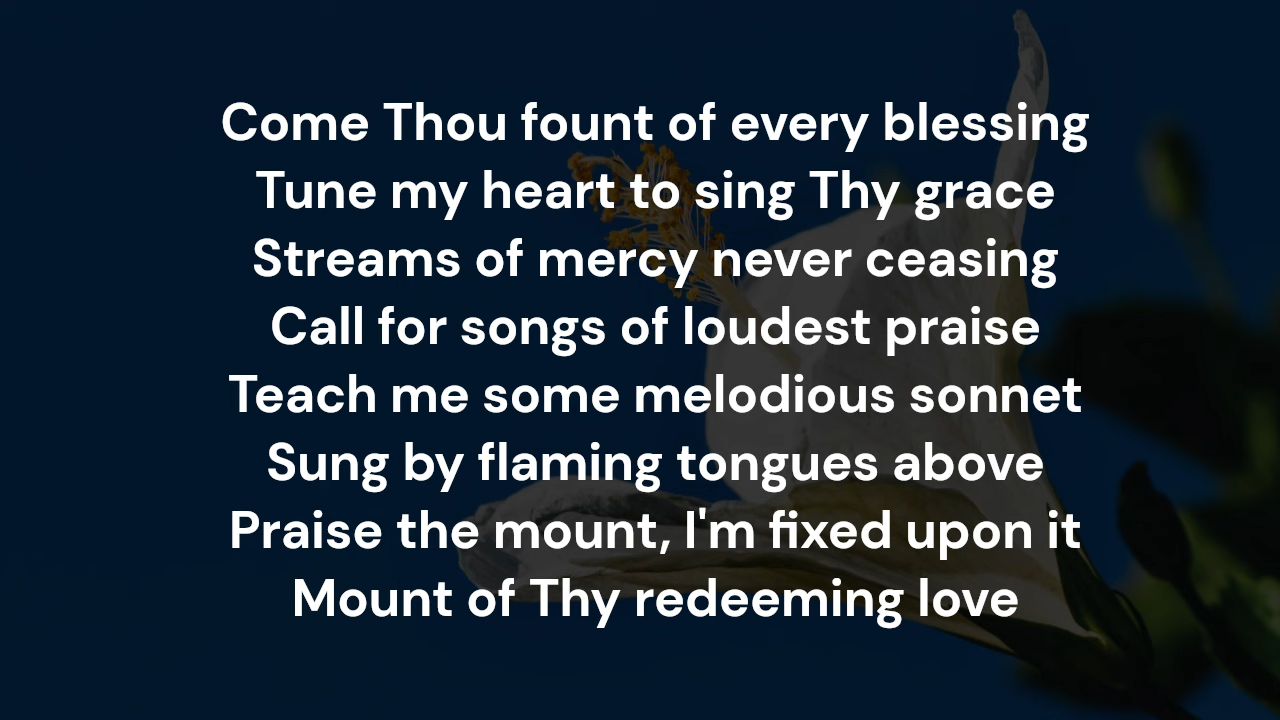 Come Thou fount of every blessing
Tune my heart to sing Thy grace
Streams of mercy never ceasing
Call for songs of loudest praise
Teach me some melodious sonnet
Sung by flaming tongues above
Praise the mount, I'm fixed upon it
Mount of Thy redeeming love